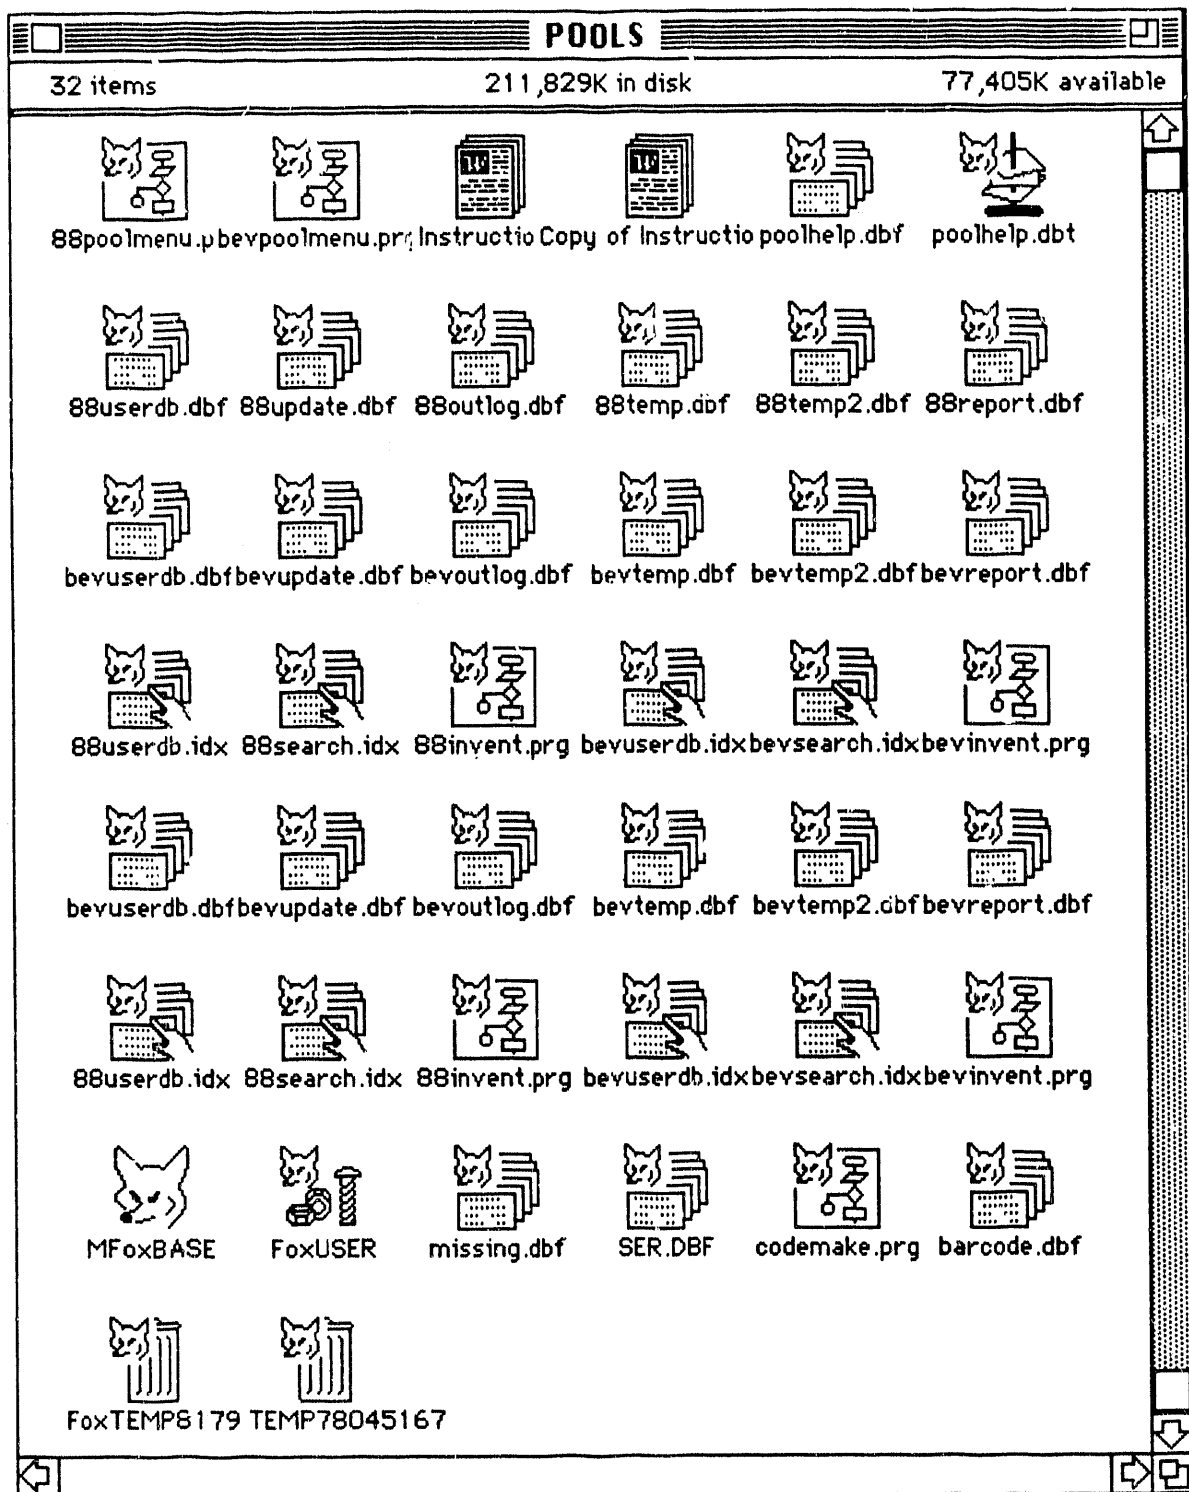 POOLS
32 items 211,829K in disk 77,405K available
88poolmenu.p bevpoolmenu.prg Instructio Copy of Instructio poolhelp.dbf poolhelp.dbt
88userdb.dbf 88update.dbf 88outlog.dbf 88temp.dbf 88temp2.dbf 88report.dbf
bevuserdb.dbf bevupdate.dbf bevoutlog.dbf bevtemp.dbf bevtemp2.dbf bevreport.dbf
88userdb.idx 88search.idx 88invent.prg bevuserdb.idx bevsearch.idx bevinvent.prg
bevuserdb.dbf bevupdate.dbf bevoutlog.dbf bevtemp.dbf bevtemp2.dbf bevreport.dbf
88userdb.idx 88search.idx 88invent.prg bevuserdb.idx bevsearch.idx bevinvent.prg
MFoxBASE FoxUSER missing.dbf SER.DBF codemake.prg barcode.dbf
FoxTEMP8179 TEMP78045167